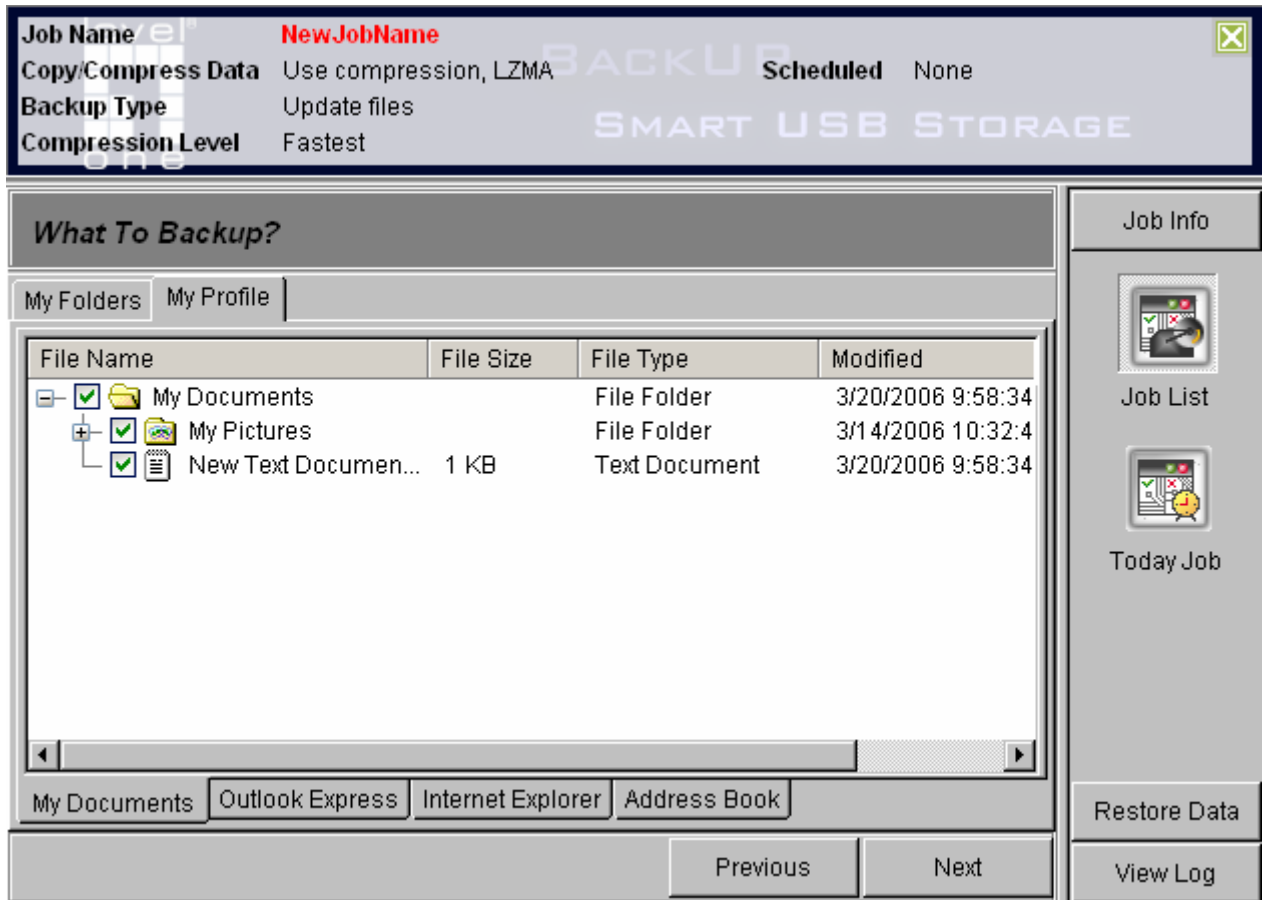 level®
one
BACKUP
SMART USB STORAGE
Job Name NewJobName
Copy/Compress Data Use compression, LZMA Scheduled None
Backup Type Update files
Compression Level Fastest
What To Backup?
My Folders My Profile
File Name File Size File Type Modified
My Documents File Folder 3/20/2006 9:58:34
My Pictures File Folder 3/14/2006 10:32:4
New Text Documen... 1 KB Text Document 3/20/2006 9:58:34
My Documents Outlook Express Internet Explorer Address Book
Previous Next
Job Info
Job List
Today Job
Restore Data
View Log